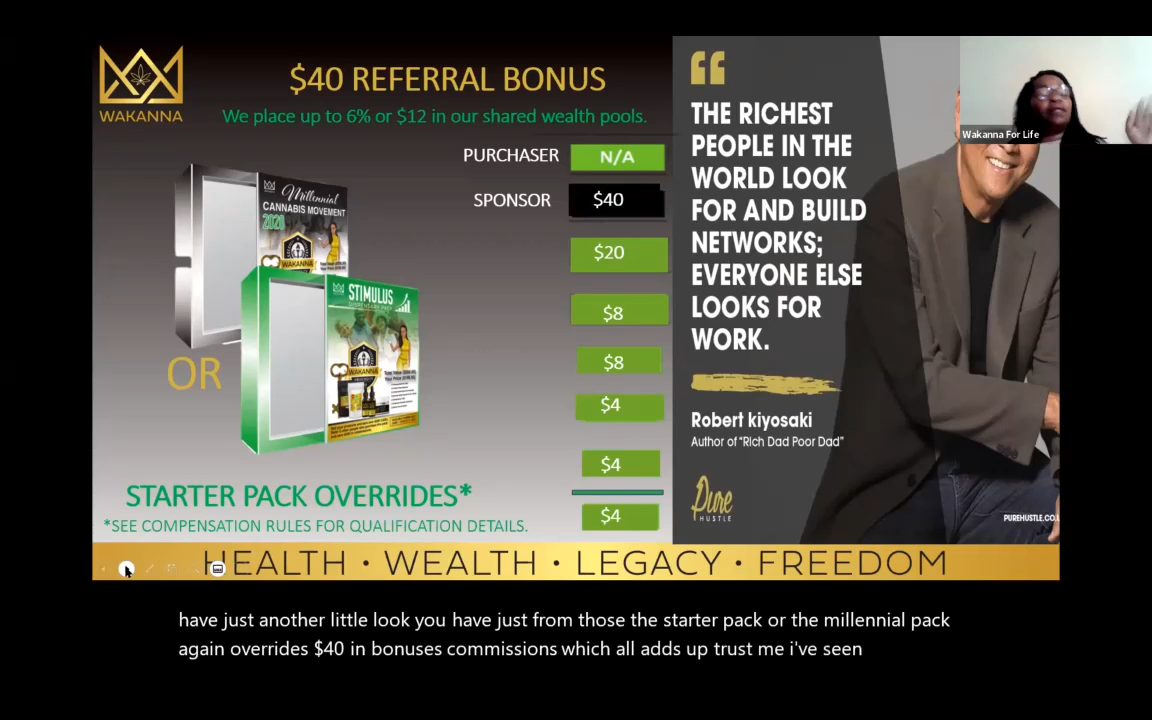 WAKANNA
$40 REFERRAL BONUS
We place up to 6% or $12 in our shared wealth pools.
PURCHASER N/A
SPONSOR $40
$20
$8
$8
$4
$4
$4
Millennial
CANNABIS MOVEMENT
2020
WAKANNA
STIMULUS
WAKANNA
OR
STARTER PACK OVERRIDES*
*SEE COMPENSATION RULES FOR QUALIFICATION DETAILS.
THE RICHEST
PEOPLE IN THE
WORLD LOOK
FOR AND BUILD
NETWORKS;
EVERYONE ELSE
LOOKS FOR
WORK.
Robert kiyosaki
Author of "Rich Dad Poor Dad"
Pure
HUSTLE
PUREHUSTLE.CO
Wakanna For Life
HEALTH • WEALTH • LEGACY • FREEDOM
have just another little look you have just from those the starter pack or the millennial pack
again overrides $40 in bonuses commissions which all adds up trust me i've seen